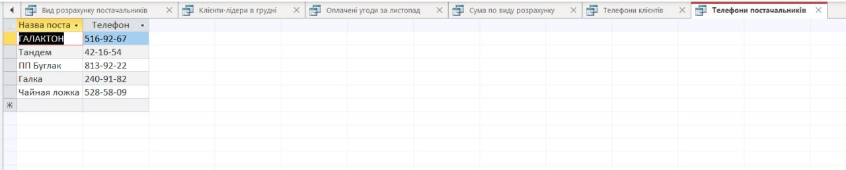 Вид розрахунку постачальників Клієнти-лідери в грудні Оплачені угоди за листопад Сума по виду розрахунку Телефони клієнтів Телефони постачальників
Назва поста Телефон
ГАЛАКТОН 516-92-67
Тандем 42-16-54
ПП Буглак 813-92-22
Галка 240-91-82
Чайная ложка 528-58-09
Ж